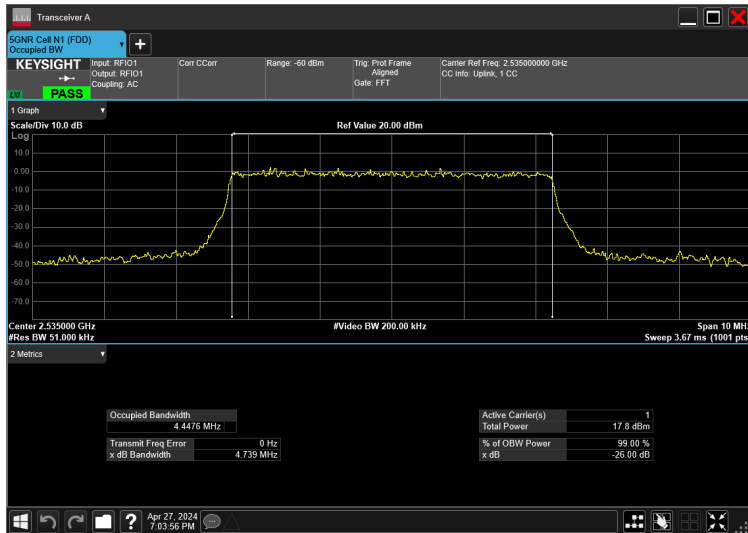 Transceiver A
5GNR Cell N1 (FDD)
Occupied BW
+
KEYSIGHT
LXI
PASS
Input: RFIO1
Output: RFIO1
Coupling: AC
Corr CCorr
Range: -60 dBm
Trig: Prot Frame
Aligned
Gate: FFT
Carrier Ref Freq: 2.535000000 GHz
CC Info: Uplink, 1 CC
1 Graph
Scale/Div 10.0 dB
Ref Value 20.00 dBm
Log
10.0
0.00
-10.0
-20.0
-30.0
-40.0
-50.0
-60.0
-70.0
Center 2.535000 GHz
#Video BW 200.00 kHz
Span 10 MH
#Res BW 51.000 kHz
Sweep 3.67 ms (1001 pts
2 Metrics
Occupied Bandwidth
4.4476 MHz
Transmit Freq Error 0 Hz
x dB Bandwidth 4.739 MHz
Active Carrier(s) 1
Total Power 17.8 dBm
% of OBW Power 99.00 %
x dB -26.00 dB
?
Apr 27, 2024
7:03:56 PM